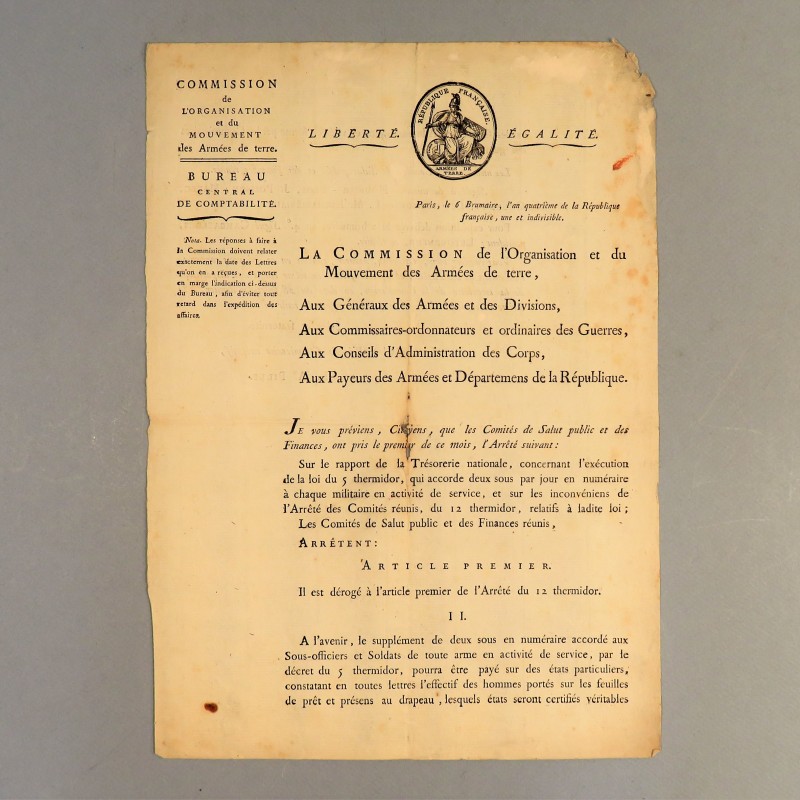 COMMISSION
de
L'ORGANISATION
et du
MOUVEMENT
des Armées de terre.
BUREAU
CENTRAL
DE COMPTABILITÉ.
Nota. Les réponses à faire à
la Commission doivent relater
exactement la date des Lettres
qu'on en a reçues, et porter
en marge l'indication ci-dessus
du Bureau, afin d'éviter tout
retard dans l'expédition des
affaires.
LIBERTÉ.
RÉPUBLIQUE FRANÇAISE.
ARMÉES DE
TERRE.
ÉGALITÉ.
Paris, le 6 Brumaire, l'an quatrième de la République
française, une et indivisible.
LA COMMISSION de l'Organisation et du
Mouvement des Armées de terre,
Aux Généraux des Armées et des Divisions,
Aux Commissaires-ordonnateurs et ordinaires des Guerres,
Aux Conseils d'Administration des Corps,
Aux Payeurs des Armées et Départemens de la République.
JE vous préviens, Citoyens, que les Comités de Salut public et des
Finances, ont pris le premier de ce mois, l'Arrêté suivant:
Sur le rapport de la Trésorerie nationale, concernant l'exécution
de la loi du 5 thermidor, qui accorde deux sous par jour en numéraire
à chaque militaire en activité de service, et sur les inconvéniens de
l'Arrêté des Comités réunis, du 12 thermidor, relatifs à ladite loi;
Les Comités de Salut public et des Finances réunis,
ARRÊTENT:
ARTICLE PREMIER.
Il est dérogé à l'article premier de l'Arrêté du 12 thermidor.
II.
A l'avenir, le supplément de deux sous en numéraire accordé aux
Sous-officiers et Soldats de toute arme en activité de service, par le
décret du 5 thermidor, pourra être payé sur des états particuliers,
constatant en toutes lettres l'effectif des hommes portés sur les feuilles
de prêt et présens au drapeau, lesquels états seront certifiés véritables